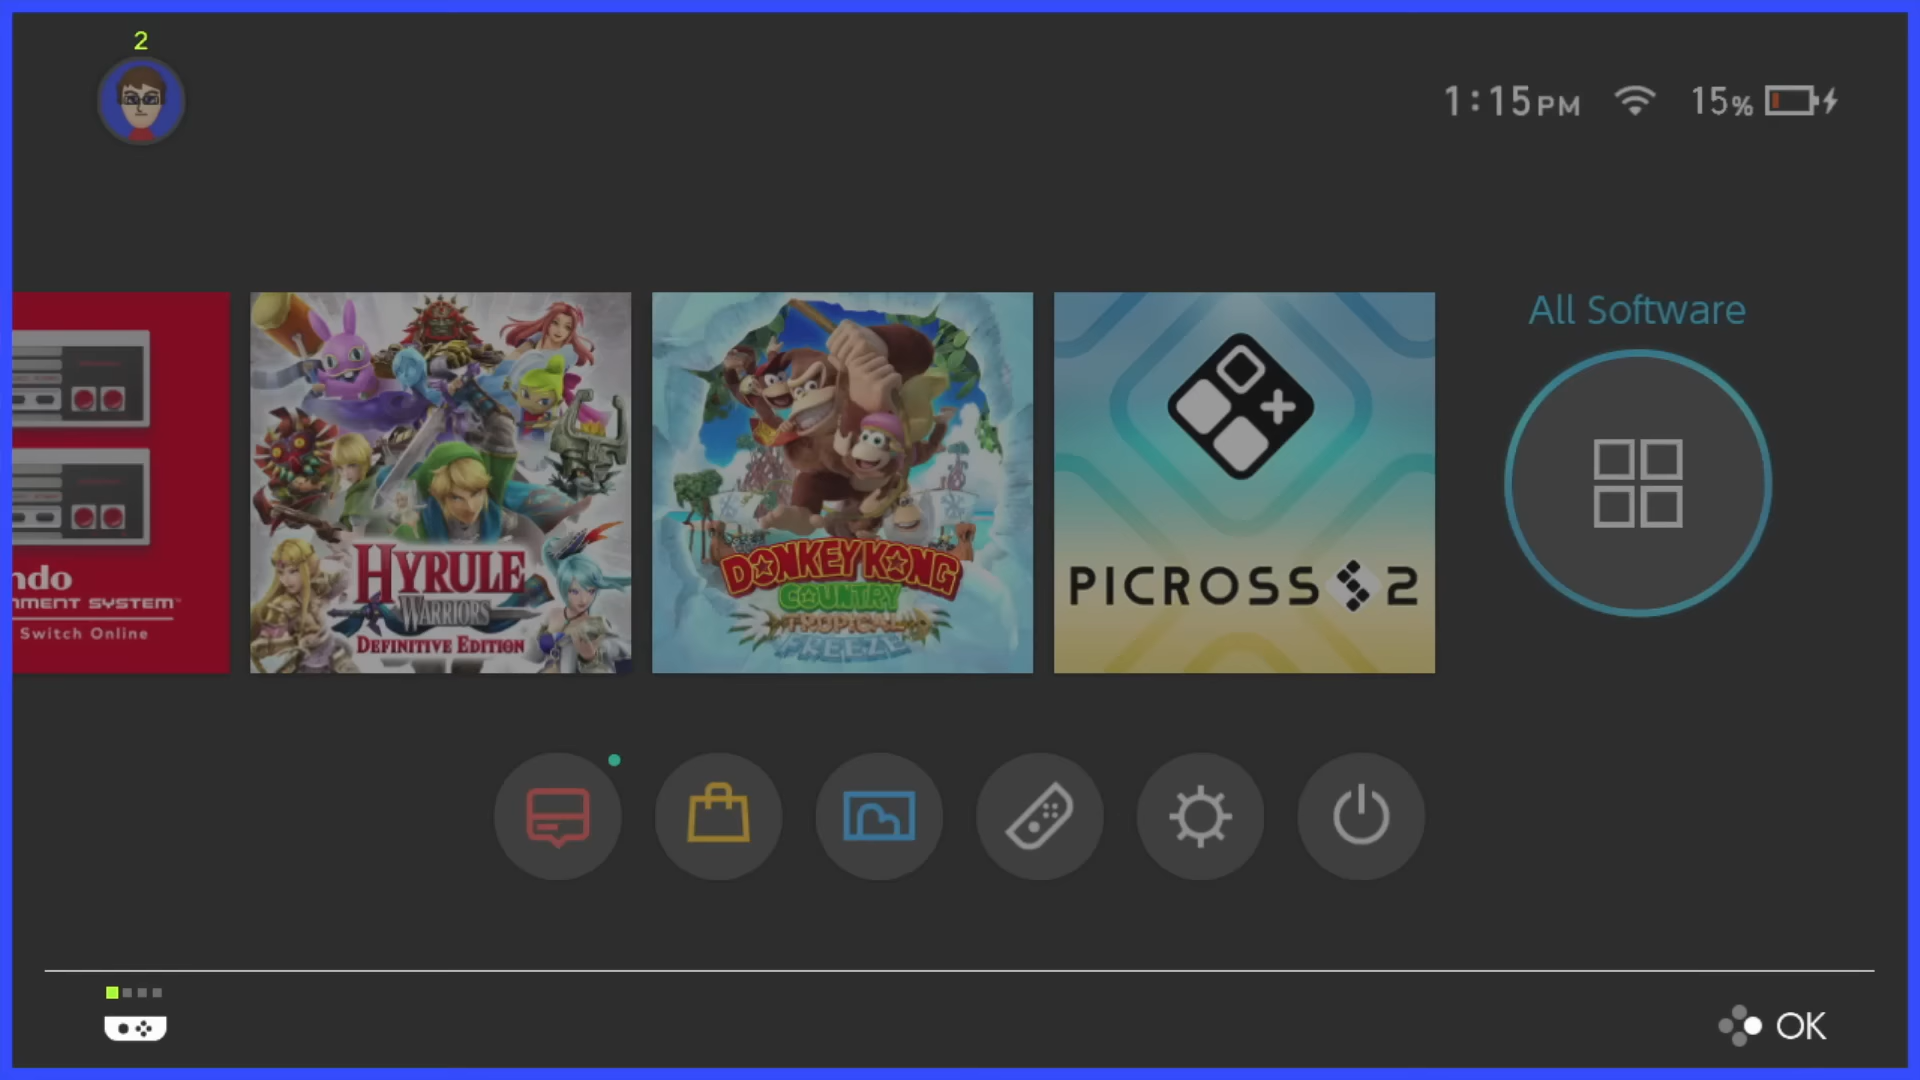 2
1:15PM 15%
All Software
ndo
NMENT SYSTEM™
Switch Online
HYRULE
WARRIORS
DEFINITIVE EDITION
DONKEY KONG
COUNTRY
TROPICAL
FREEZE
PICROSS S 2
OK